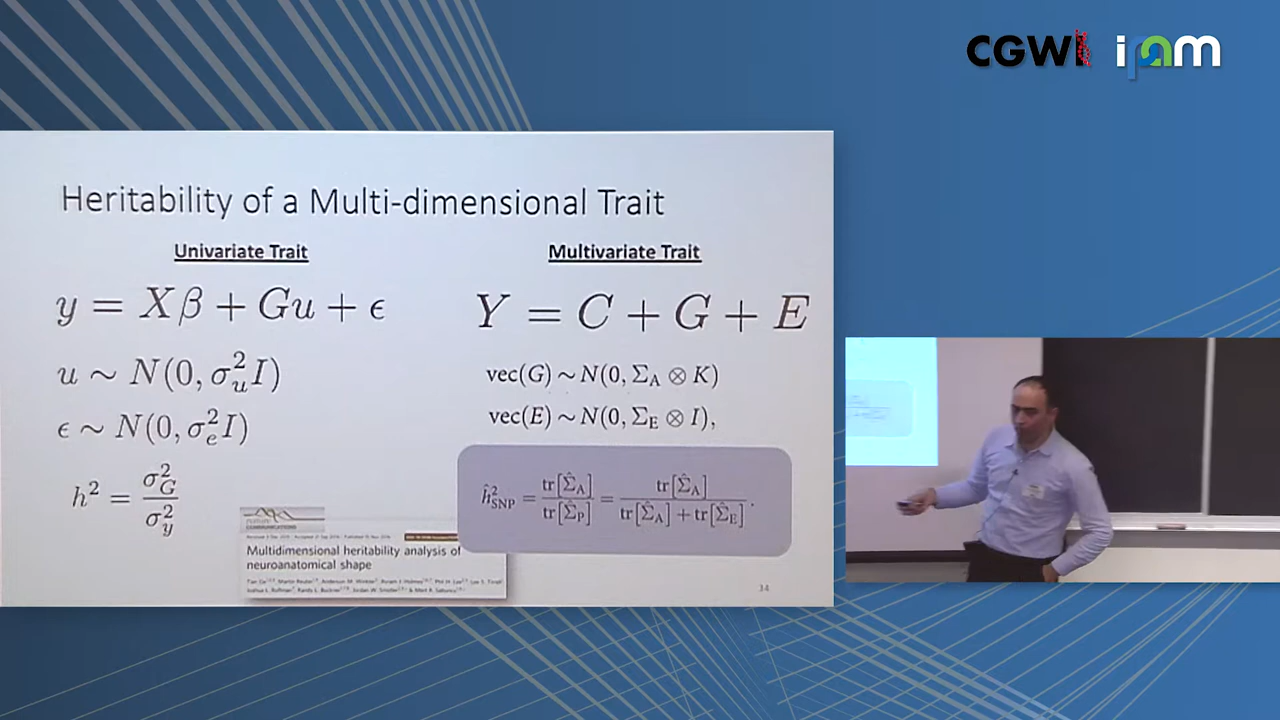 CGWI ipam
Heritability of a Multi-dimensional Trait
Univariate Trait
y = Xβ + Gu + ϵ
u ~ N(0, σ²ᵤI)
ϵ ~ N(0, σ²ₑI)
h² = σ²_G / σ²_y
Multivariate Trait
Y = C + G + E
vec(G) ~ N(0, Σ_A ⊗ K)
vec(E) ~ N(0, Σ_E ⊗ I),
ĥ²_SNP = tr[Σ̂_A] / tr[Σ̂_P] = tr[Σ̂_A] / tr[Σ̂_A] + tr[Σ̂_E] .
COMMUNICATIONS
Multidimensional heritability analysis of
neuroanatomical shape
34